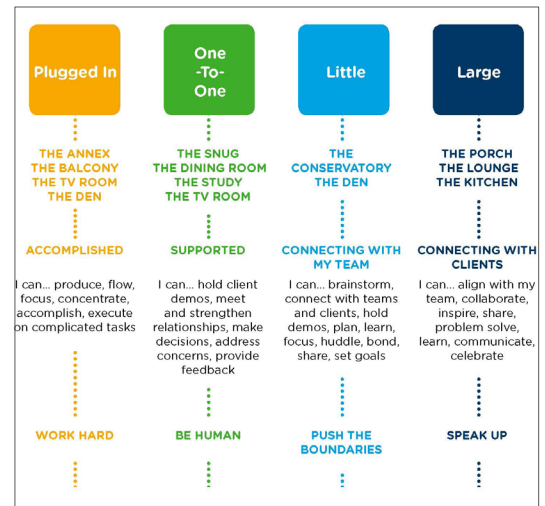 Plugged In
THE ANNEX
THE BALCONY
THE TV ROOM
THE DEN
ACCOMPLISHED
I can... produce, flow,
focus, concentrate,
accomplish, execute
on complicated tasks
WORK HARD
One
-To-
One
THE SNUG
THE DINING ROOM
THE STUDY
THE TV ROOM
SUPPORTED
I can... hold client
demos, meet
and strengthen
relationships, make
decisions, address
concerns, provide
feedback
BE HUMAN
Little
THE
CONSERVATORY
THE DEN
CONNECTING WITH
MY TEAM
I can... brainstorm,
connect with teams
and clients, hold
demos, plan, learn,
focus, huddle, bond,
share, set goals
PUSH THE
BOUNDARIES
Large
THE PORCH
THE LOUNGE
THE KITCHEN
CONNECTING WITH
CLIENTS
I can... align with my
team, collaborate,
inspire, share,
problem solve,
learn, communicate,
celebrate
SPEAK UP